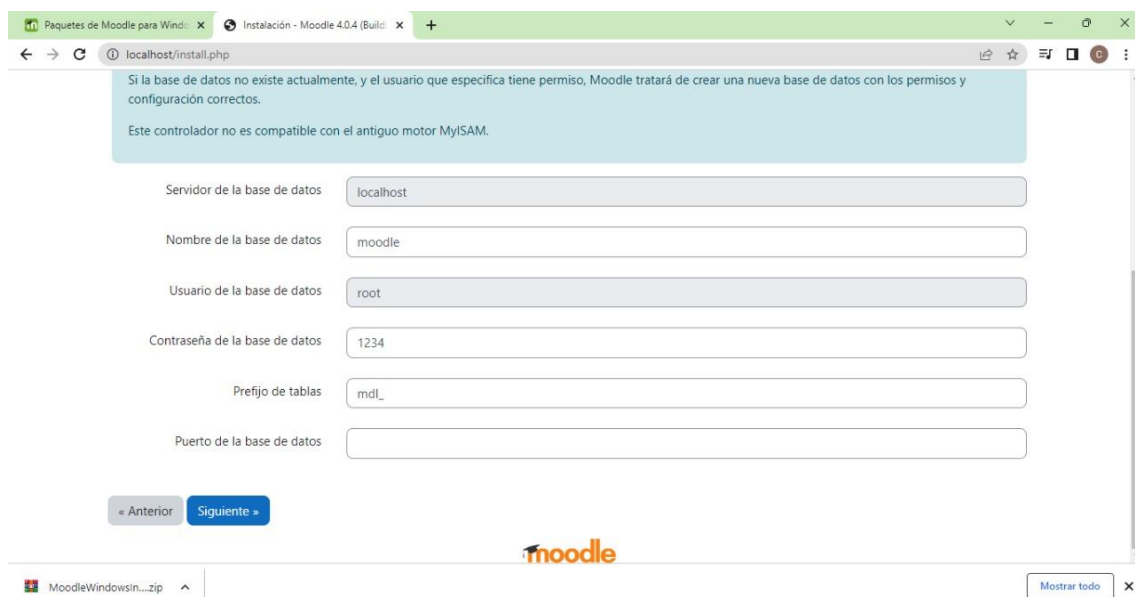 Paquetes de Moodle para Windo
Instalación - Moodle 4.0.4 (Build:
localhost/install.php
C
Si la base de datos no existe actualmente, y el usuario que especifica tiene permiso, Moodle tratará de crear una nueva base de datos con los permisos y
configuración correctos.
Este controlador no es compatible con el antiguo motor MyISAM.
Servidor de la base de datos localhost
Nombre de la base de datos moodle
Usuario de la base de datos root
Contraseña de la base de datos 1234
Prefijo de tablas mdl_
Puerto de la base de datos
« Anterior Siguiente »
moodle
MoodleWindowsIn....zip Mostrar todo